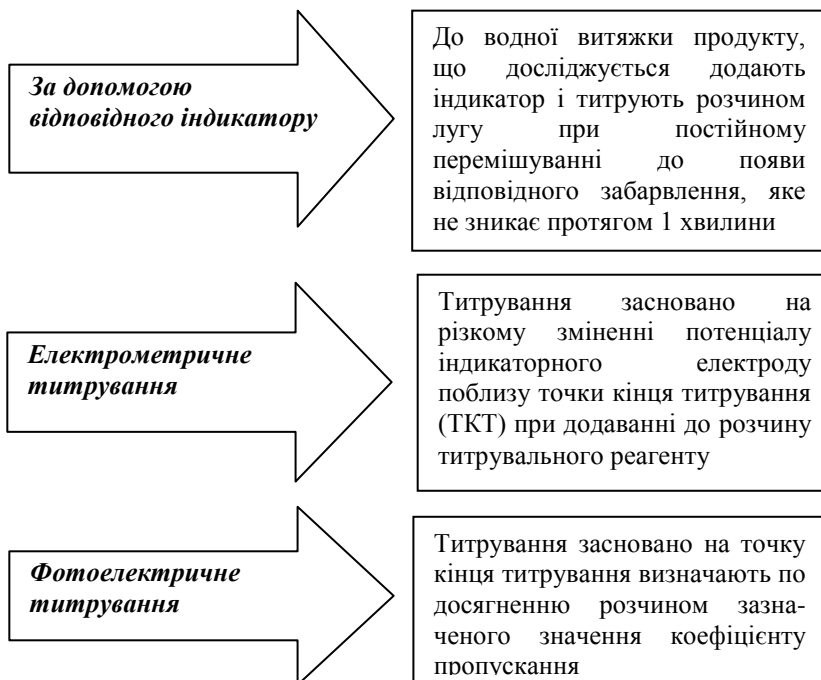 За допомогою
відповідного індикатору
До водної витяжки продукту,
що досліджується додають
індикатор і титрують розчином
лугу при постійному
перемішуванні до появи
відповідного забарвлення, яке
не зникає протягом 1 хвилини
Електрометричне
титрування
Титрування засновано на
різкому зміненні потенціалу
індикаторного електроду
поблизу точки кінця титрування
(ТКТ) при додаванні до розчину
титрувального реагенту
Фотоелектричне
титрування
Титрування засновано на точку
кінця титрування визначають по
досягненню розчином зазна-
ченого значення коефіцієнту
пропускання